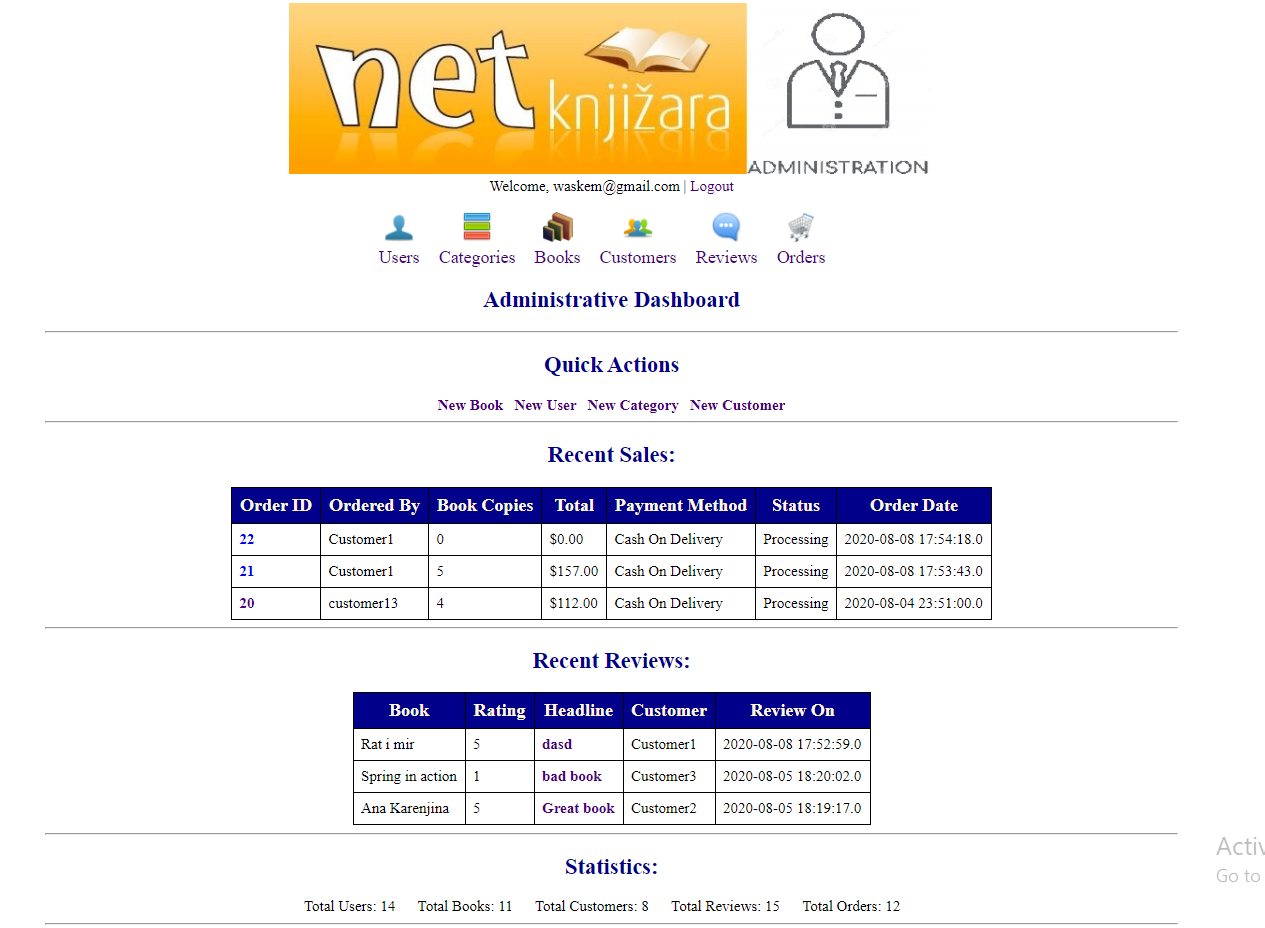 net knjižara
ADMINISTRATION
Welcome, waskem@gmail.com | Logout
Users Categories Books Customers Reviews Orders
Administrative Dashboard
Quick Actions
New Book New User New Category New Customer
Recent Sales:
Order ID Ordered By Book Copies Total Payment Method Status Order Date
22 Customer1 0 $0.00 Cash On Delivery Processing 2020-08-08 17:54:18.0
21 Customer1 5 $157.00 Cash On Delivery Processing 2020-08-08 17:53:43.0
20 customer13 4 $112.00 Cash On Delivery Processing 2020-08-04 23:51:00.0
Recent Reviews:
Book Rating Headline Customer Review On
Rat i mir 5 dasd Customer1 2020-08-08 17:52:59.0
Spring in action 1 bad book Customer3 2020-08-05 18:20:02.0
Ana Karenjina 5 Great book Customer2 2020-08-05 18:19:17.0
Activ
Go to
Statistics:
Total Users: 14 Total Books: 11 Total Customers: 8 Total Reviews: 15 Total Orders: 12